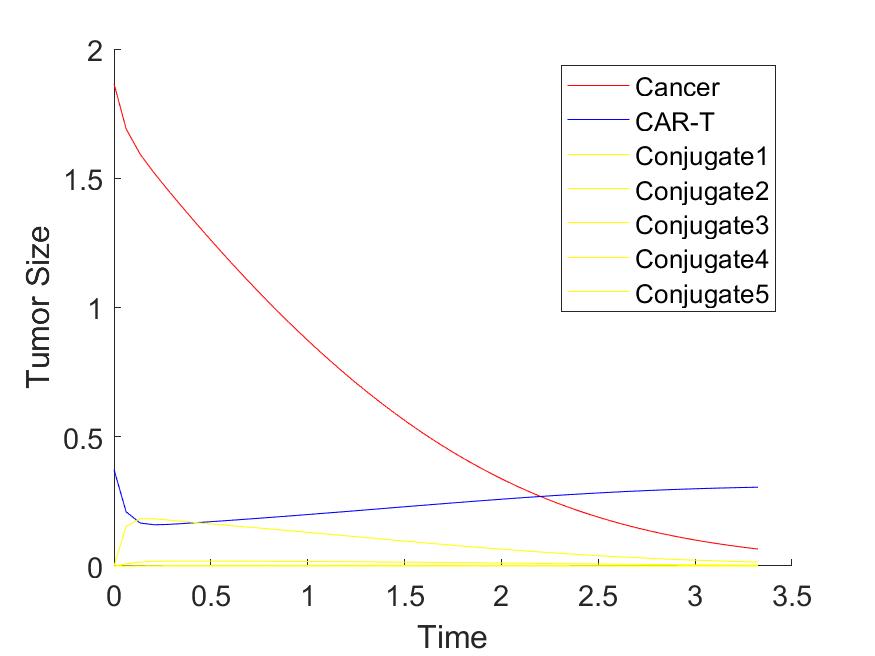 2
1.5
1
0.5
0
Tumor Size
0 0.5 1 1.5 2 2.5 3 3.5
Time
Cancer
CAR-T
Conjugate1
Conjugate2
Conjugate3
Conjugate4
Conjugate5